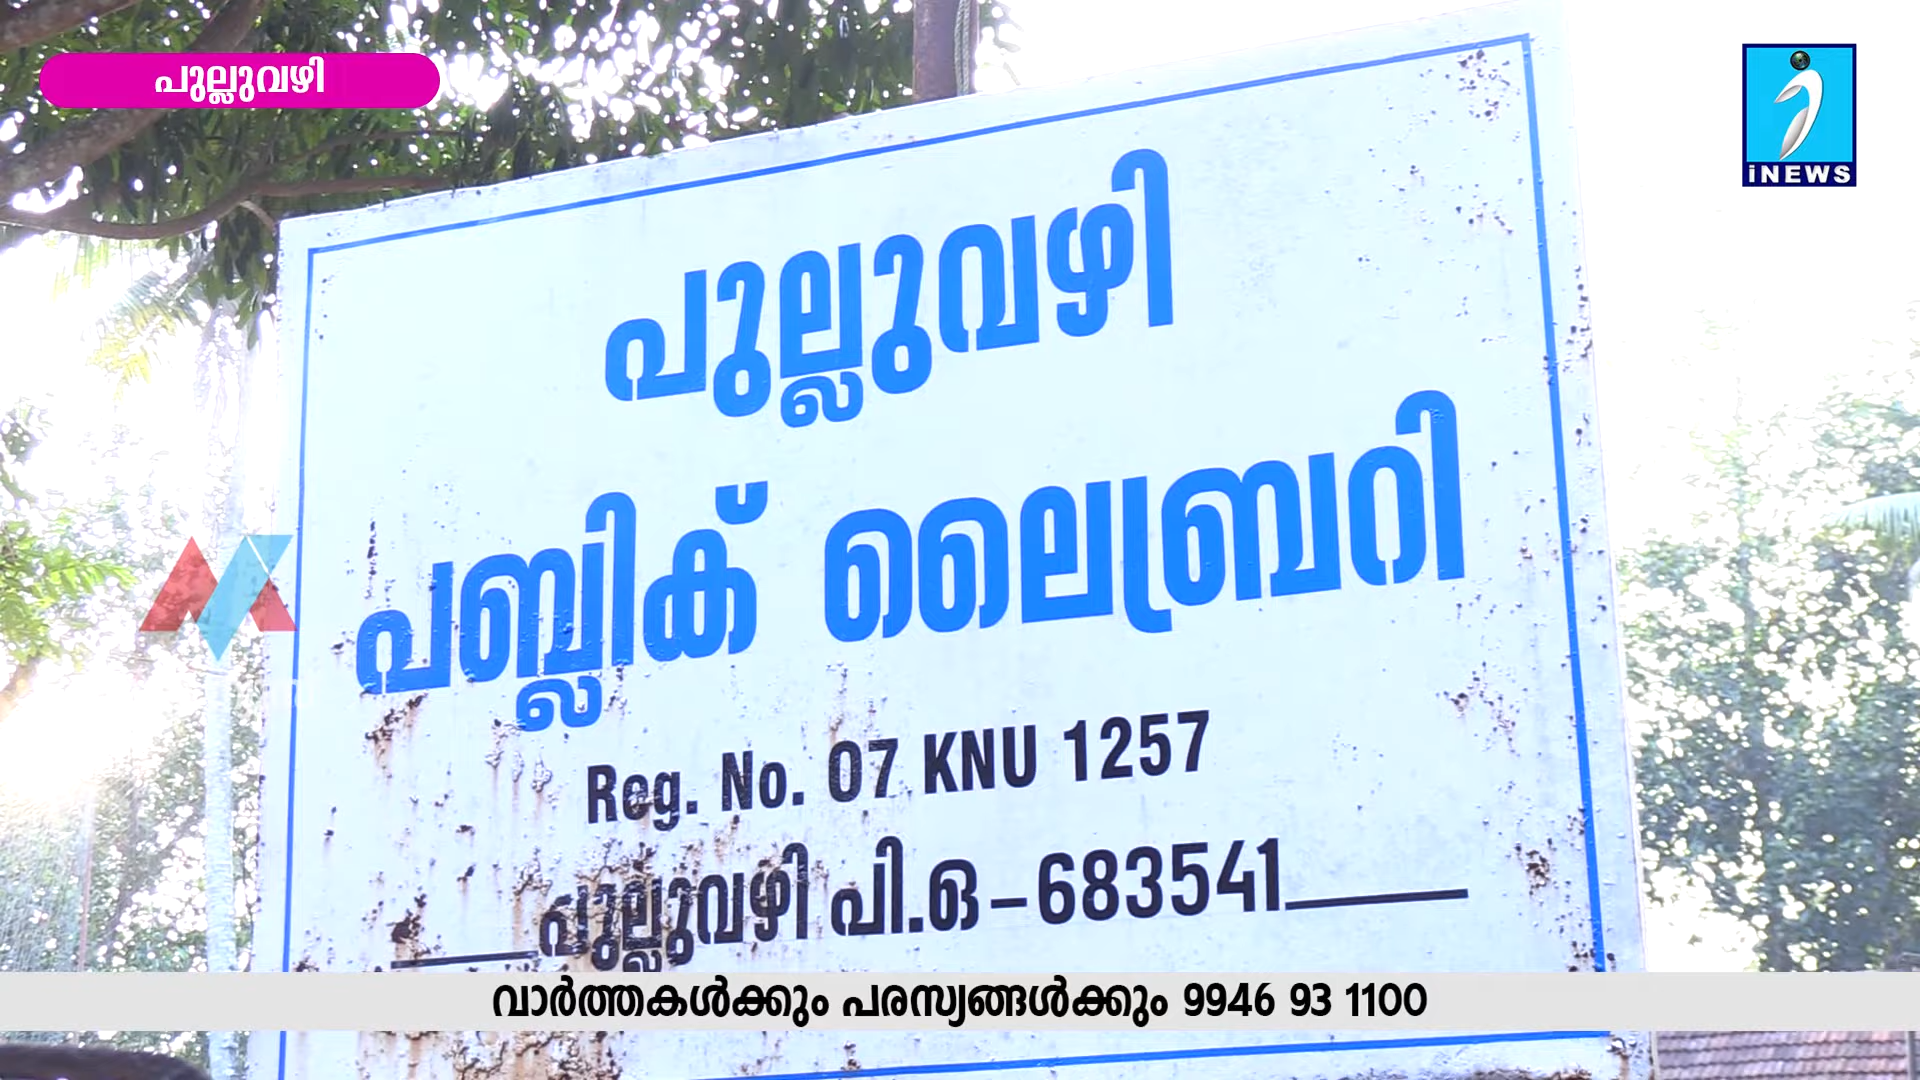 പുല്ലുവഴി
iNEWS
പുല്ലുവഴി
പബ്ലിക് ലൈബ്രറി
Reg. No. 07 KNU 1257
പുല്ലുവഴി പി.ഒ-683541
വാർത്തകൾക്കും പരസ്യങ്ങൾക്കും 9946 93 1100